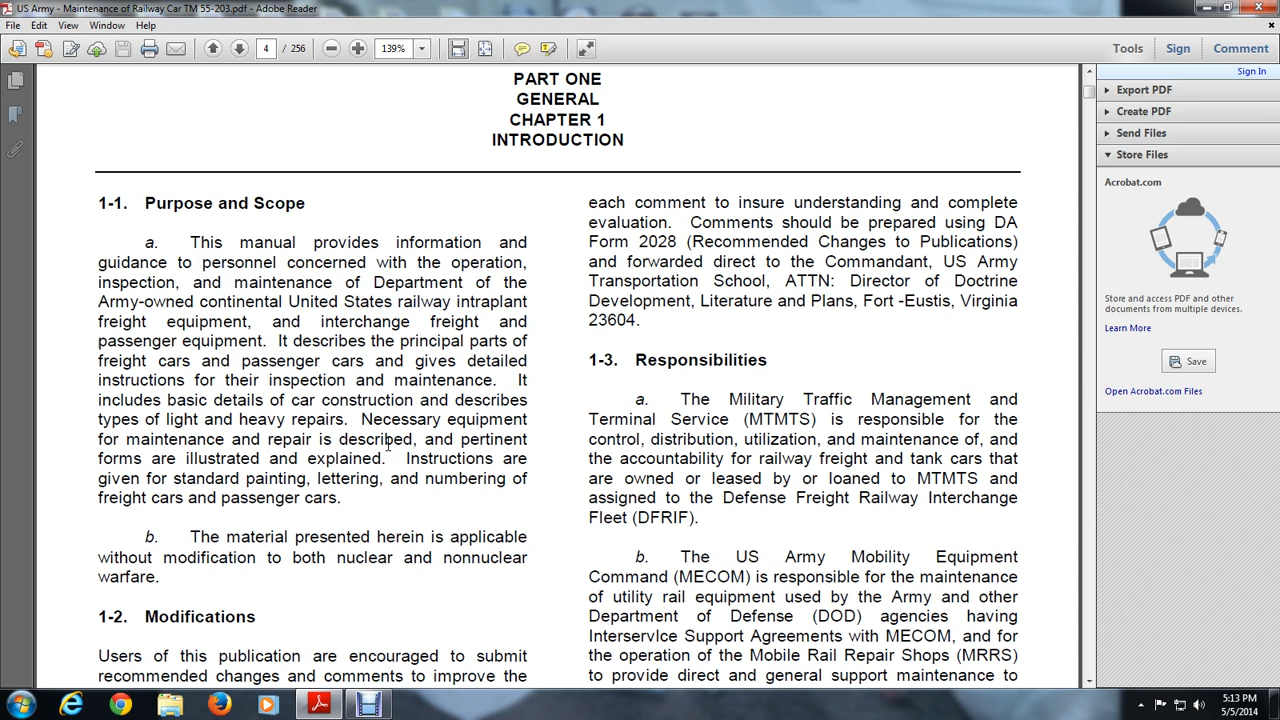 US Army - Maintenance of Railway Car TM 55-203.pdf - Adobe Reader
File Edit View Window Help
4 / 256
139%
Tools Sign Comment
PART ONE
GENERAL
CHAPTER 1
INTRODUCTION
1-1. Purpose and Scope
a. This manual provides information and
guidance to personnel concerned with the operation,
inspection, and maintenance of Department of the
Army-owned continental United States railway intraplant
freight equipment, and interchange freight and
passenger equipment. It describes the principal parts of
freight cars and passenger cars and gives detailed
instructions for their inspection and maintenance. It
includes basic details of car construction and describes
types of light and heavy repairs. Necessary equipment
for maintenance and repair is described, and pertinent
forms are illustrated and explained. Instructions are
given for standard painting, lettering, and numbering of
freight cars and passenger cars.
b. The material presented herein is applicable
without modification to both nuclear and nonnuclear
warfare.
1-2. Modifications
Users of this publication are encouraged to submit
recommended changes and comments to improve the
each comment to insure understanding and complete
evaluation. Comments should be prepared using DA
Form 2028 (Recommended Changes to Publications)
and forwarded direct to the Commandant, US Army
Transportation School, ATTN: Director of Doctrine
Development, Literature and Plans, Fort -Eustis, Virginia
23604.
1-3. Responsibilities
a. The Military Traffic Management and
Terminal Service (MTMTS) is responsible for the
control, distribution, utilization, and maintenance of, and
the accountability for railway freight and tank cars that
are owned or leased by or loaned to MTMTS and
assigned to the Defense Freight Railway Interchange
Fleet (DFRIF).
b. The US Army Mobility Equipment
Command (MECOM) is responsible for the maintenance
of utility rail equipment used by the Army and other
Department of Defense (DOD) agencies having
InterservIce Support Agreements with MECOM, and for
the operation of the Mobile Rail Repair Shops (MRRS)
to provide direct and general support maintenance to
Sign In
Export PDF
Create PDF
Send Files
Store Files
Acrobat.com
Store and access PDF and other
documents from multiple devices.
Learn More
Save
Open Acrobat.com Files
5:13 PM
5/5/2014